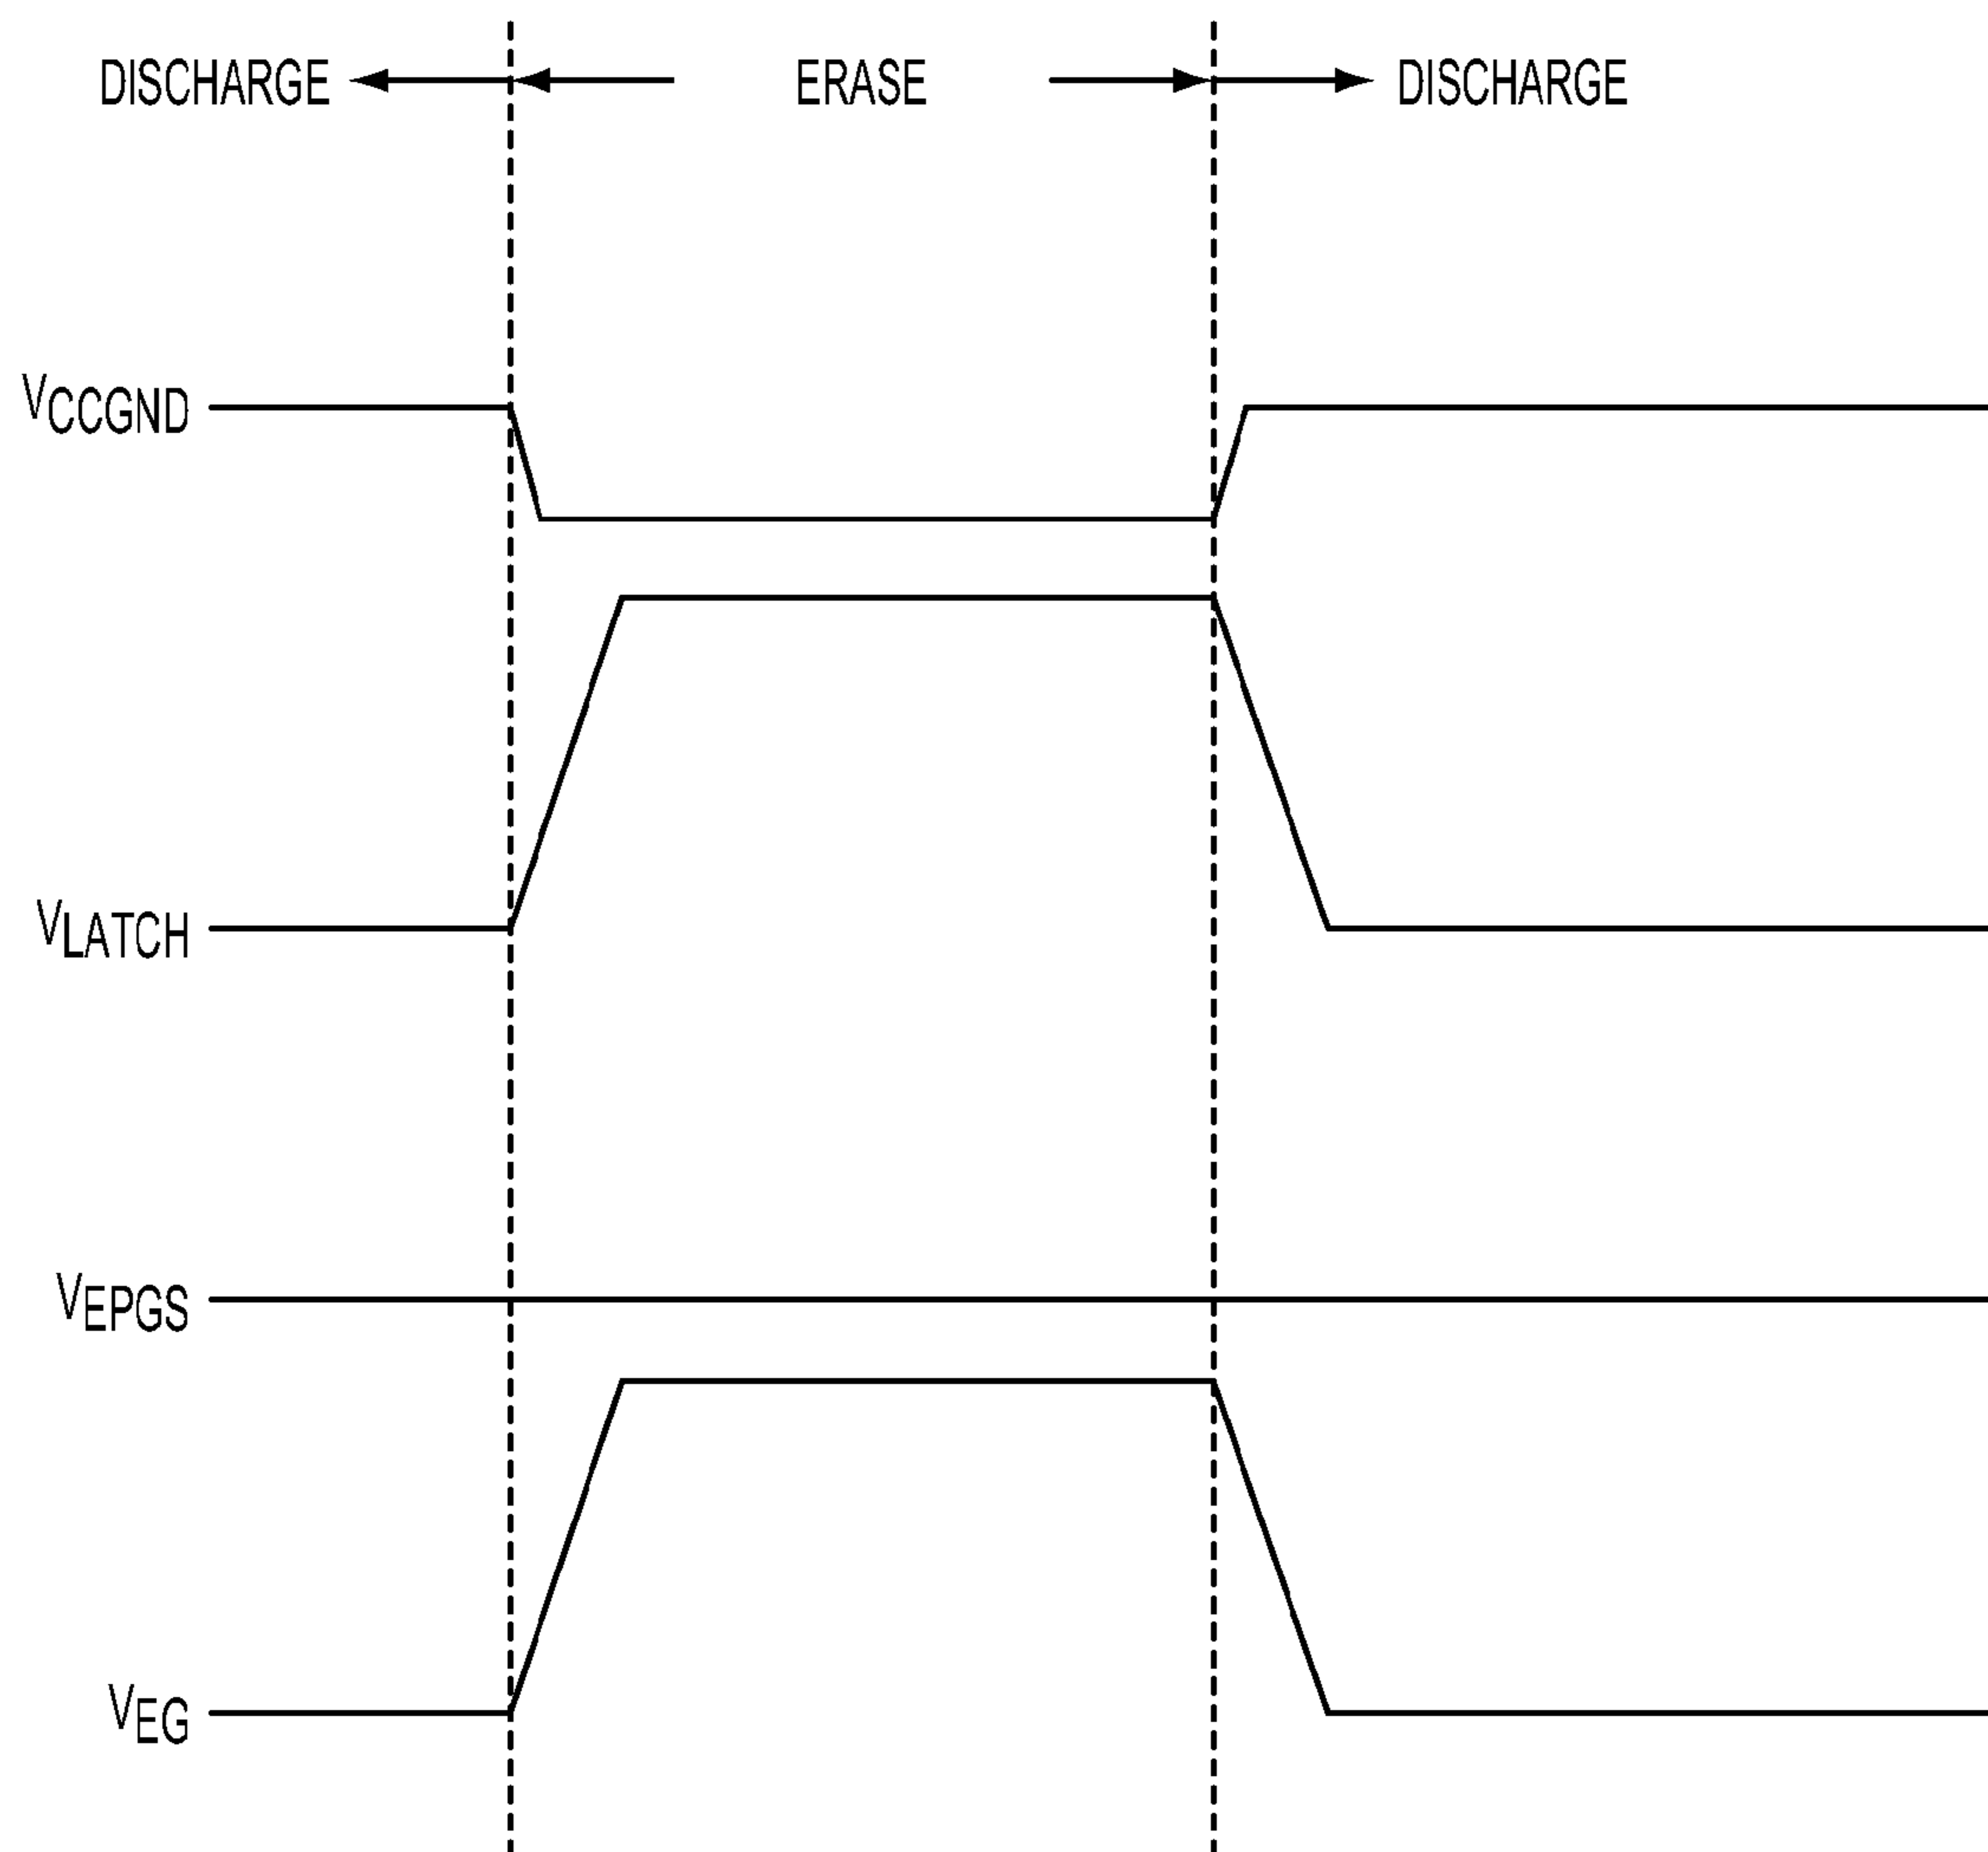 DISCHARGE ERASE DISCHARGE
VCCGND
VLATCH
VEPGS
VEG